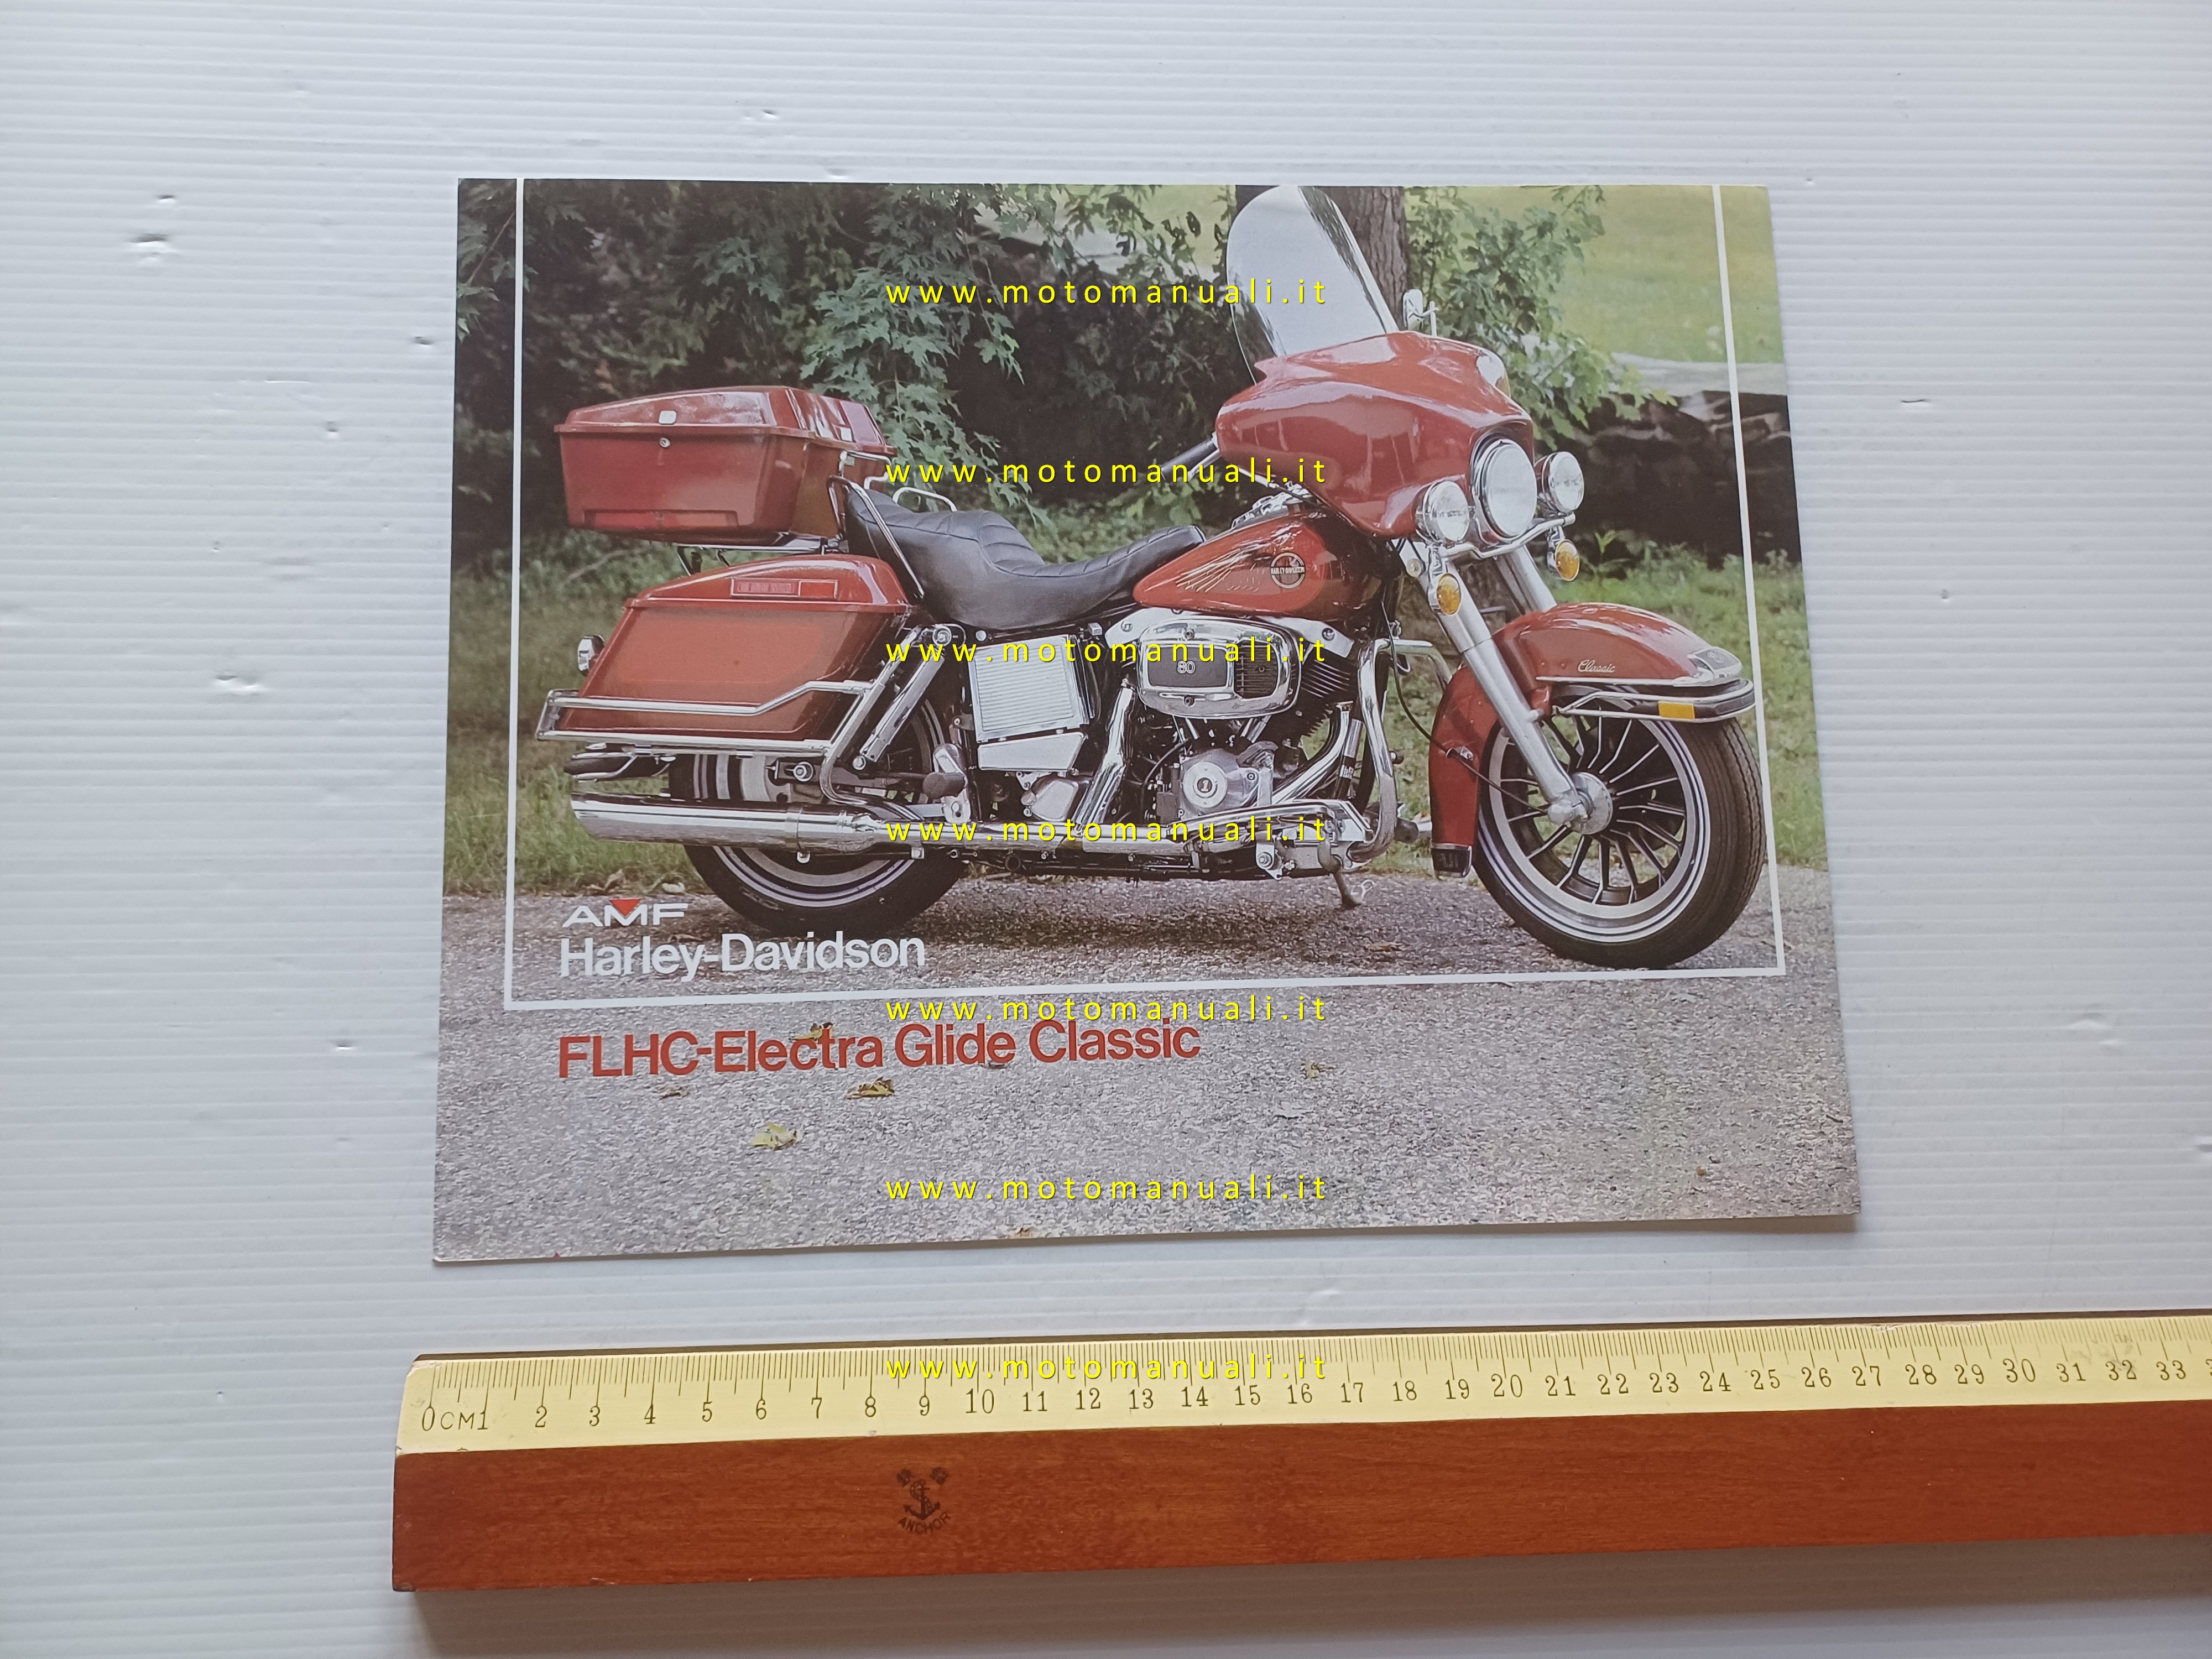 www.motomanuali.it
www.motomanuali.it
HARLEY-DAVIDSON
www.motomanuali.it
80
Classic
1
www.motomanuali.it
AMF
Harley-Davidson
www.motomanuali.it
FLHC-Electra Glide Classic
www.motomanuali.it
www.motomanuali.it
0CM1 2 3 4 5 6 7 8 9 10 11 12 13 14 15 16 17 18 19 20 21 22 23 24 25 26 27 28 29 30 31 32 33
ANCHOR